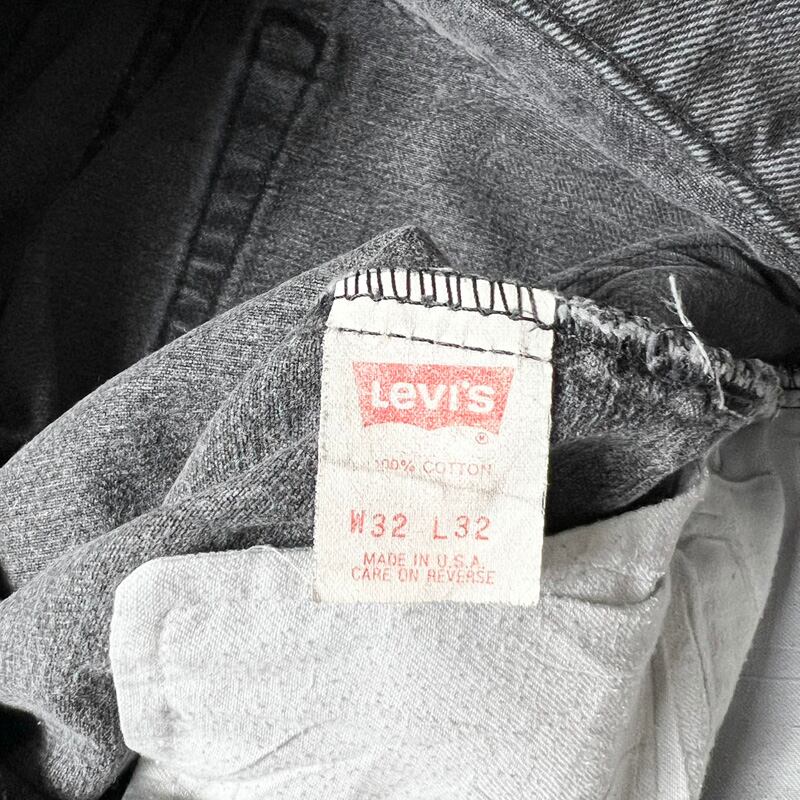 Levi's
®
100% COTTON
W32 L32
MADE IN U.S.A.
CARE ON REVERSE